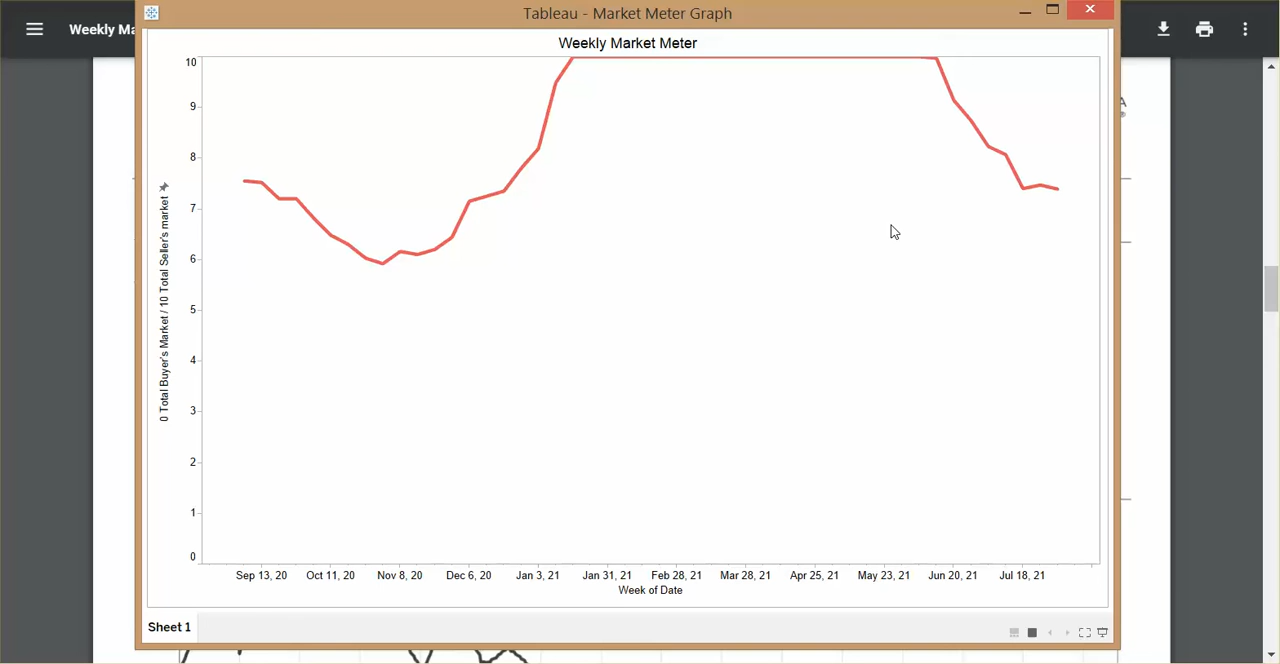 Tableau - Market Meter Graph
Weekly Ma
Weekly Market Meter
10
9
8
7
6
5
4
3
2
1
0
0 Total Buyer's Market / 10 Total Seller's market
Sep 13, 20 Oct 11, 20 Nov 8, 20 Dec 6, 20 Jan 3, 21 Jan 31, 21 Feb 28, 21 Mar 28, 21 Apr 25, 21 May 23, 21 Jun 20, 21 Jul 18, 21
Week of Date
Sheet 1